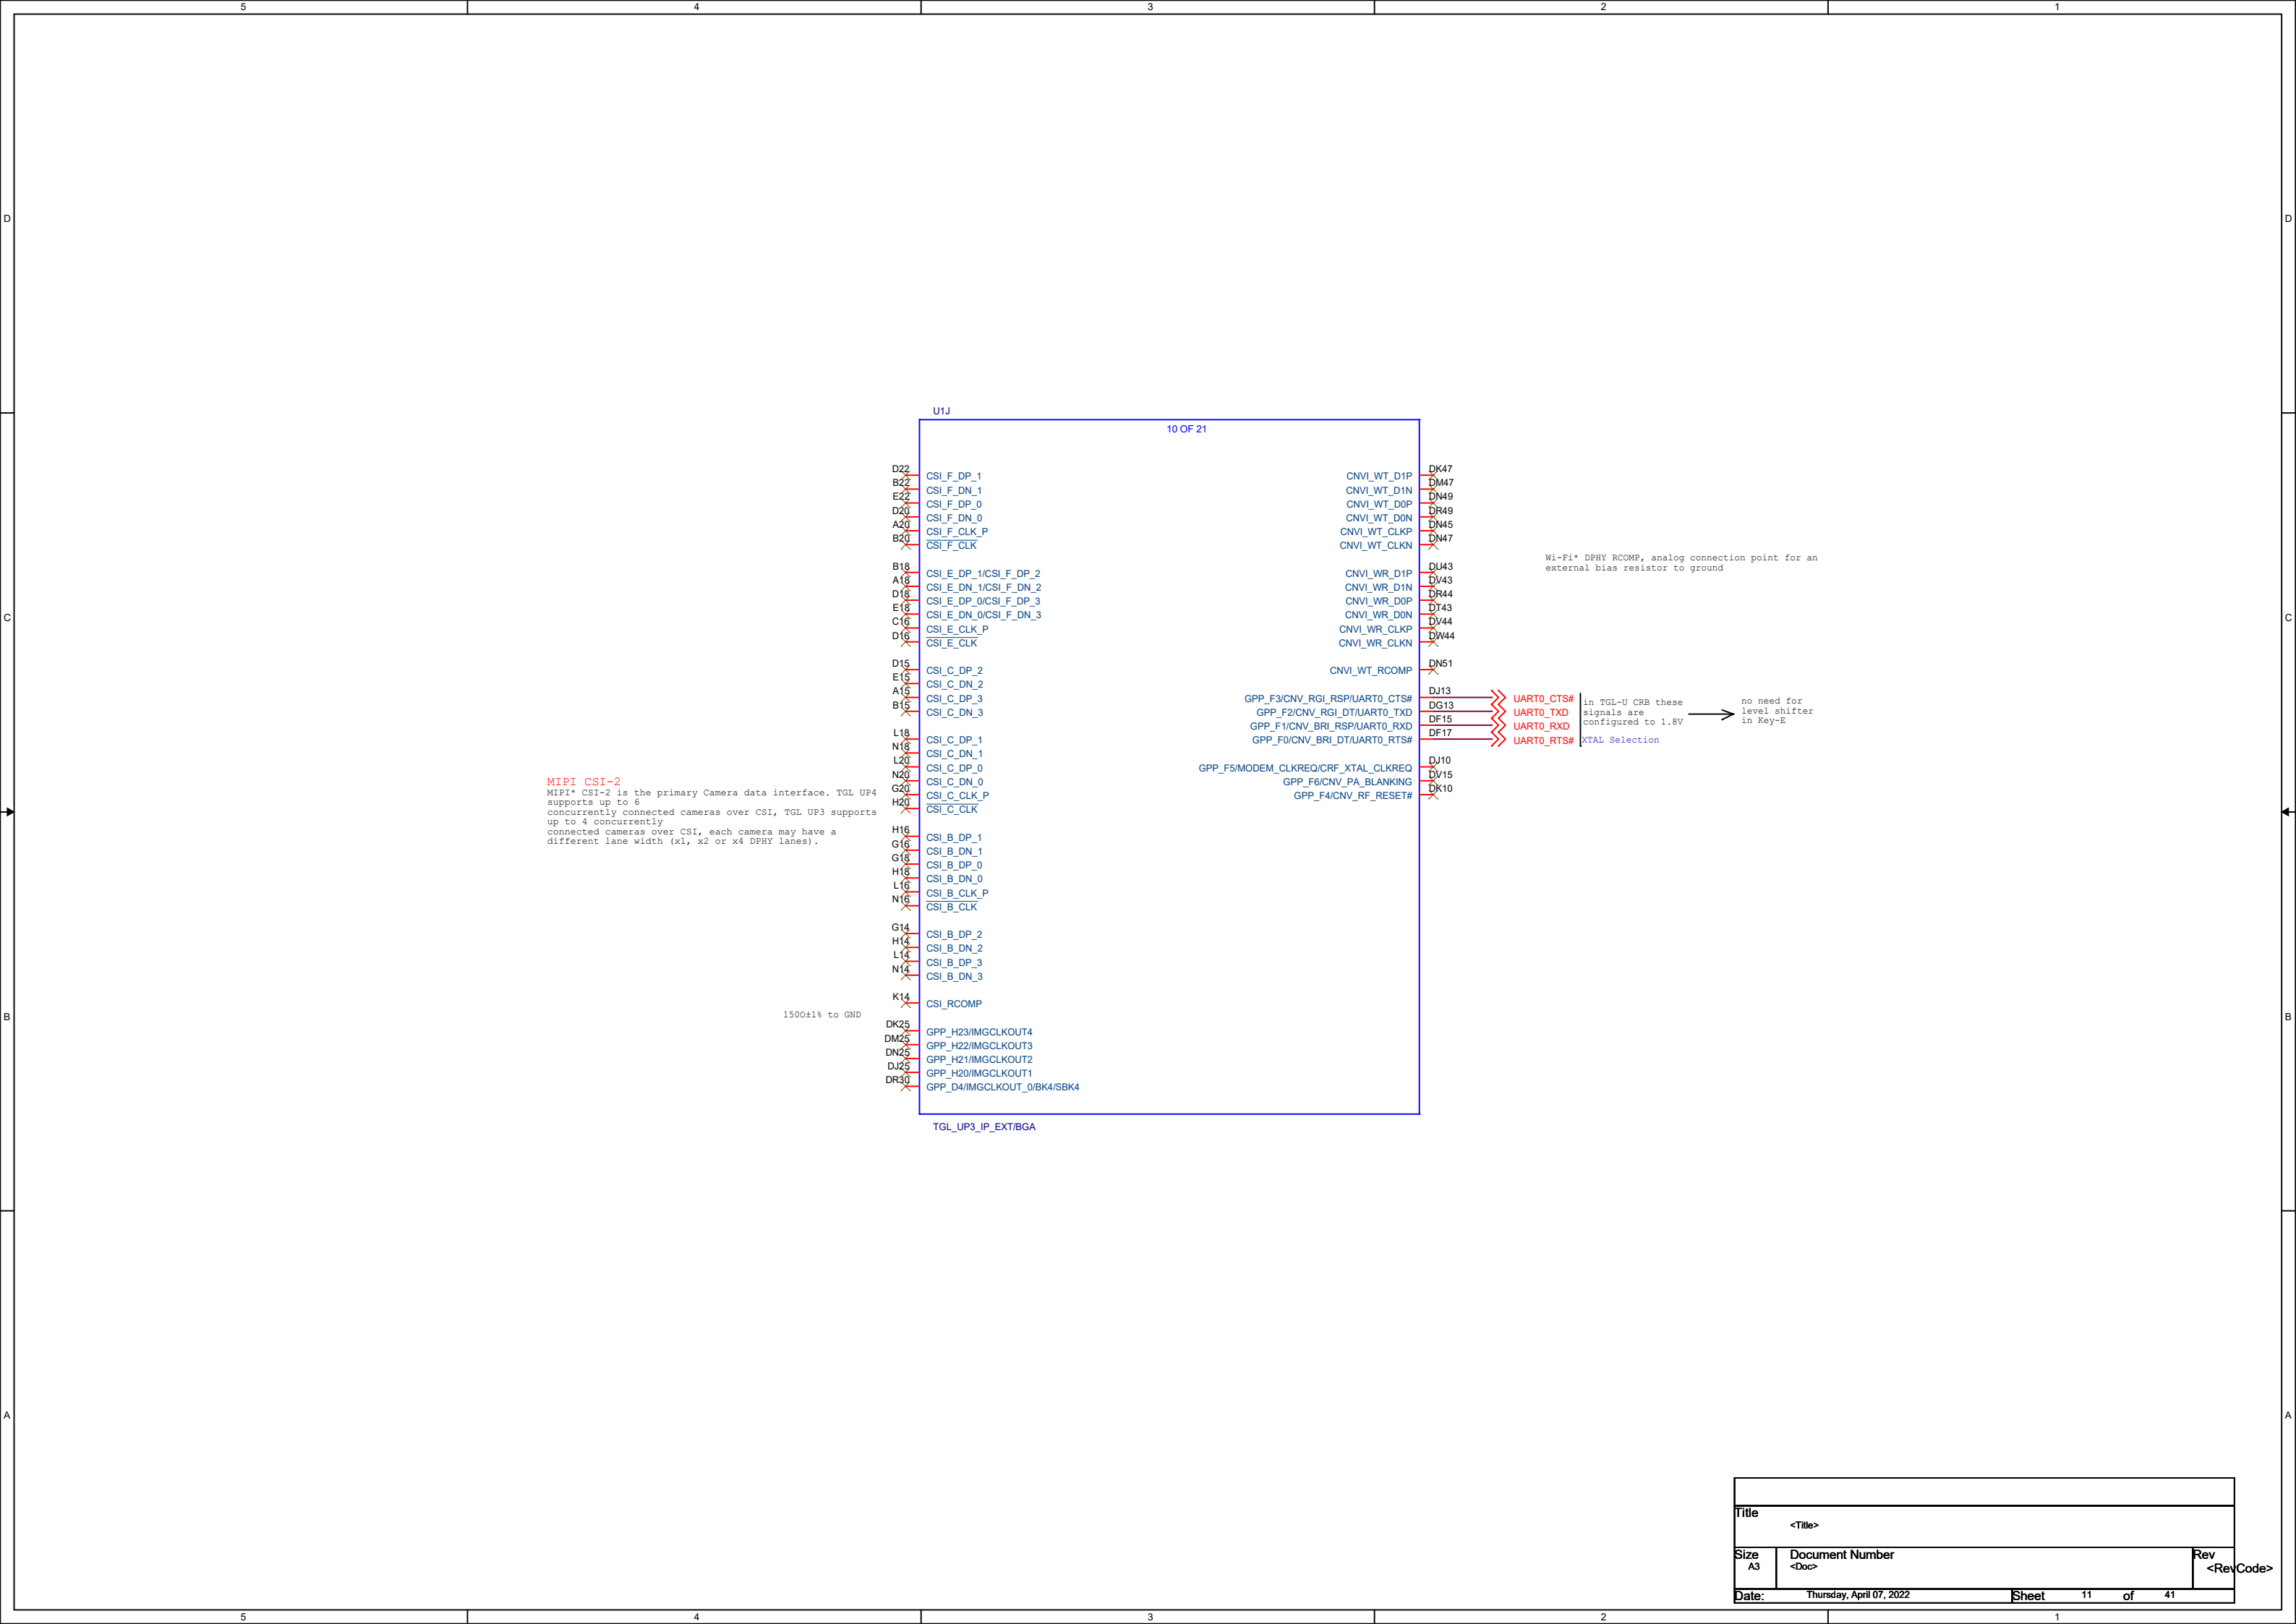 5 4 3 2 1
D D
C C
B B
A A
U1J
10 OF 21
D22 CSI_F_DP_1
B22 CSI_F_DN_1
E22 CSI_F_DP_0
D20 CSI_F_DN_0
A20 CSI_F_CLK_P
B20 CSI_F_CLK
B18 CSI_E_DP_1/CSI_F_DP_2
A18 CSI_E_DN_1/CSI_F_DN_2
D18 CSI_E_DP_0/CSI_F_DP_3
E18 CSI_E_DN_0/CSI_F_DN_3
C16 CSI_E_CLK_P
D16 CSI_E_CLK
D15 CSI_C_DP_2
E15 CSI_C_DN_2
A15 CSI_C_DP_3
B15 CSI_C_DN_3
L18 CSI_C_DP_1
N18 CSI_C_DN_1
L20 CSI_C_DP_0
N20 CSI_C_DN_0
G20 CSI_C_CLK_P
H20 CSI_C_CLK
H16 CSI_B_DP_1
G16 CSI_B_DN_1
G18 CSI_B_DP_0
H18 CSI_B_DN_0
L16 CSI_B_CLK_P
N16 CSI_B_CLK
G14 CSI_B_DP_2
H14 CSI_B_DN_2
L14 CSI_B_DP_3
N14 CSI_B_DN_3
K14 CSI_RCOMP
DK25 GPP_H23/IMGCLKOUT4
DM25 GPP_H22/IMGCLKOUT3
DN25 GPP_H21/IMGCLKOUT2
DJ25 GPP_H20/IMGCLKOUT1
DR30 GPP_D4/IMGCLKOUT_0/BK4/SBK4
CNVI_WT_D1P DK47
CNVI_WT_D1N DM47
CNVI_WT_D0P DN49
CNVI_WT_D0N DR49
CNVI_WT_CLKP DN45
CNVI_WT_CLKN DN47
CNVI_WR_D1P DU43
CNVI_WR_D1N DV43
CNVI_WR_D0P DR44
CNVI_WR_D0N DT43
CNVI_WR_CLKP DV44
CNVI_WR_CLKN DW44
CNVI_WT_RCOMP DN51
GPP_F3/CNV_RGI_RSP/UART0_CTS# DJ13 UART0_CTS#
GPP_F2/CNV_RGI_DT/UART0_TXD DG13 UART0_TXD
GPP_F1/CNV_BRI_RSP/UART0_RXD DF15 UART0_RXD
GPP_F0/CNV_BRI_DT/UART0_RTS# DF17 UART0_RTS# XTAL Selection
GPP_F5/MODEM_CLKREQ/CRF_XTAL_CLKREQ DJ10
GPP_F6/CNV_PA_BLANKING DV15
GPP_F4/CNV_RF_RESET# DK10
TGL_UP3_IP_EXT/BGA
Wi-Fi* DPHY RCOMP, analog connection point for an
external bias resistor to ground
in TGL-U CRB these
signals are
configured to 1.8V
no need for
level shifter
in Key-E
MIPI CSI-2
MIPI* CSI-2 is the primary Camera data interface. TGL UP4
supports up to 6
concurrently connected cameras over CSI, TGL UP3 supports
up to 4 concurrently
connected cameras over CSI, each camera may have a
different lane width (x1, x2 or x4 DPHY lanes).
150O±1% to GND
Title
<Title>
Size Document Number Rev
A3 <Doc> <RevCode>
Date: Thursday, April 07, 2022 Sheet 11 of 41
5 4 3 2 1